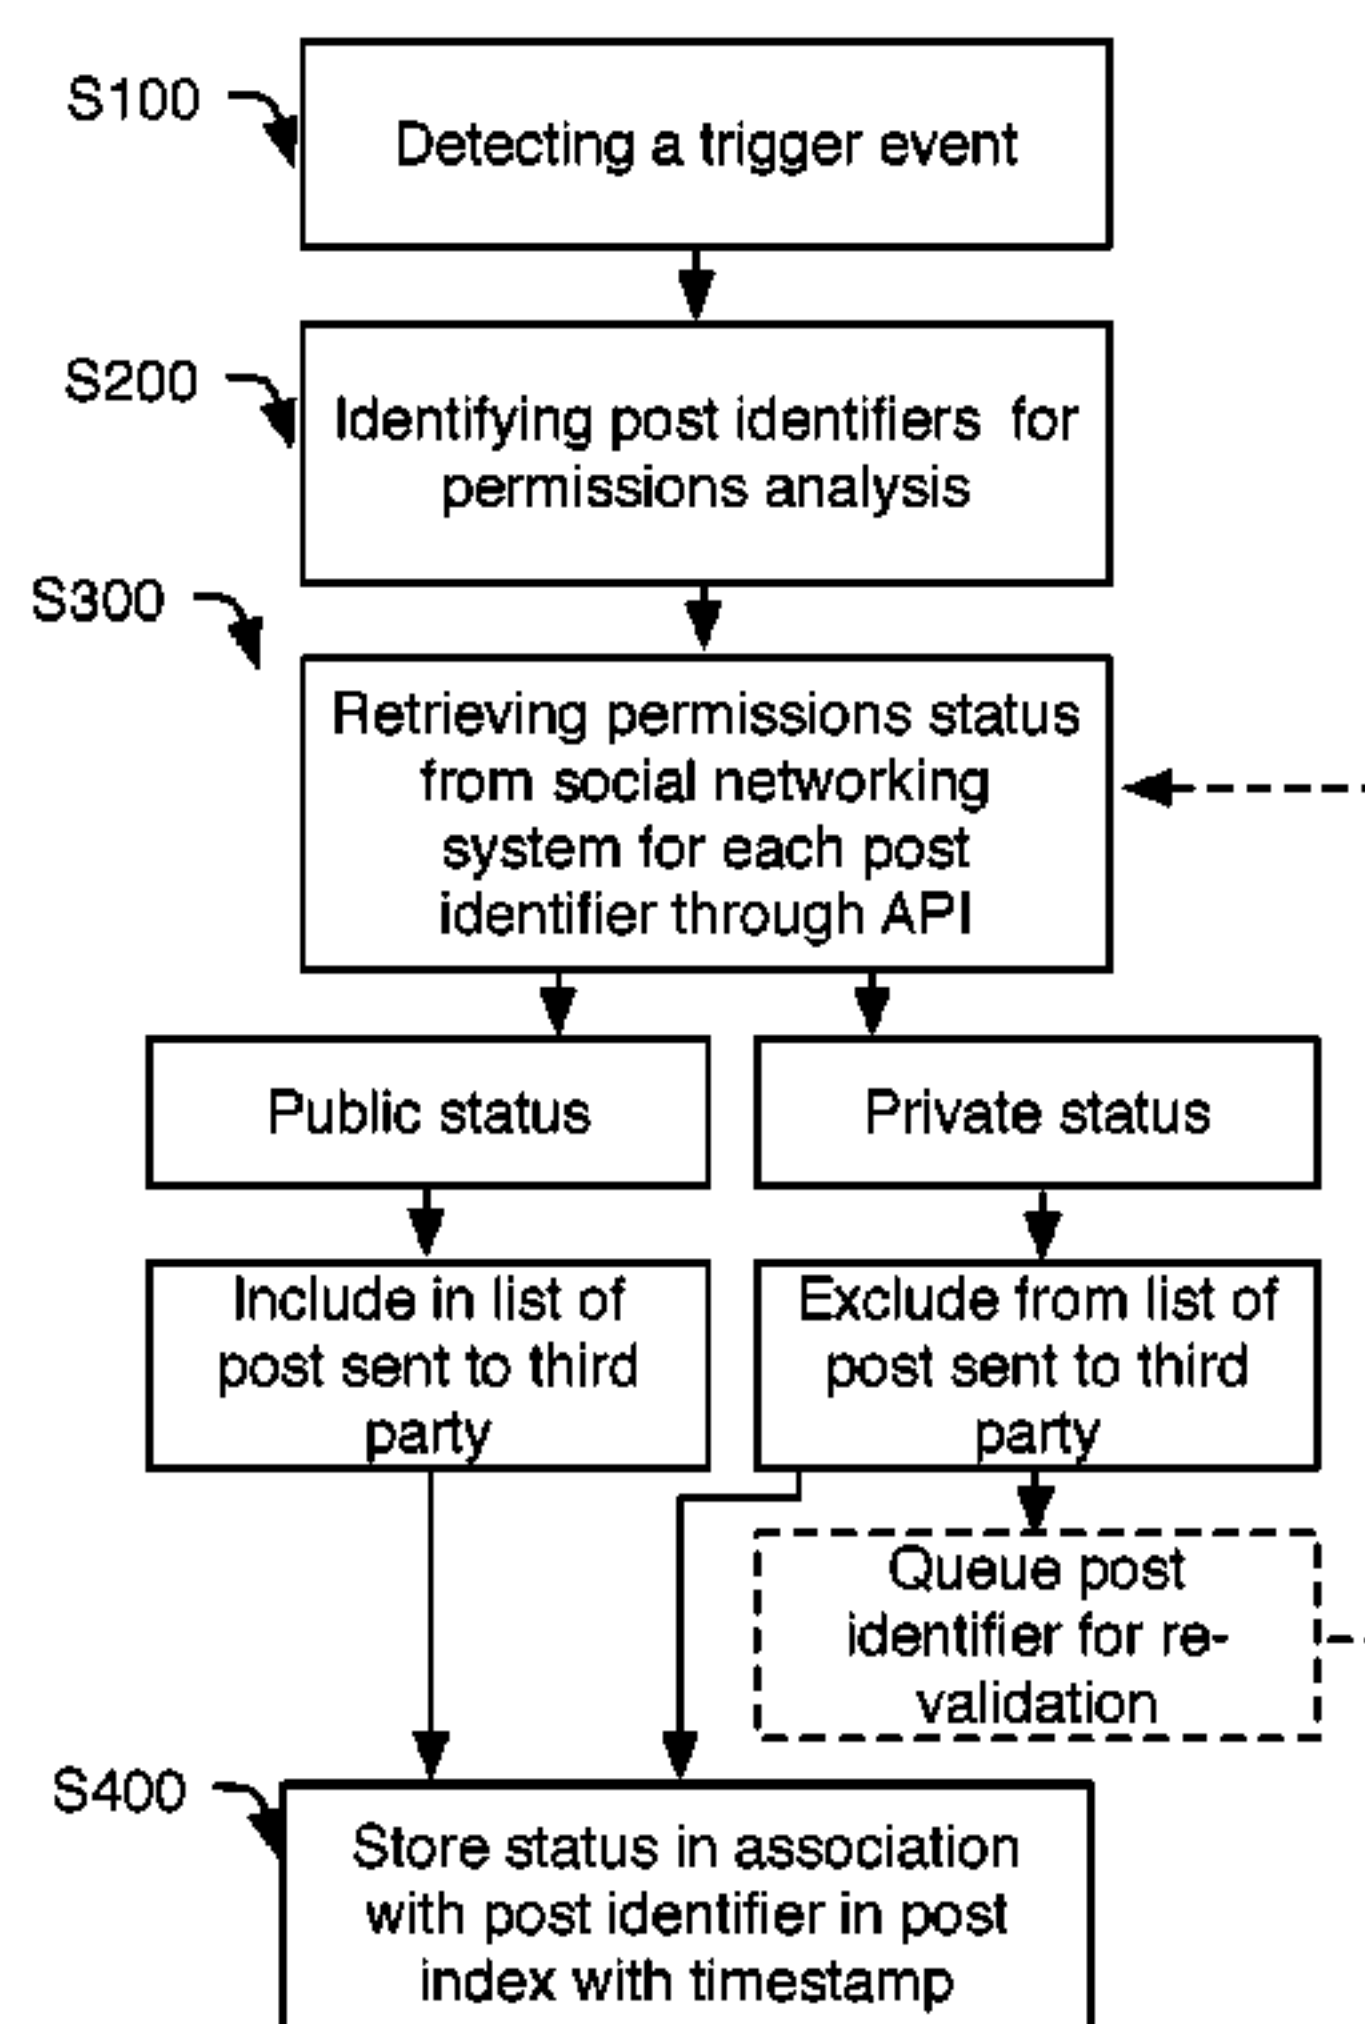 S100
Detecting a trigger event
S200
Identifying post identifiers for
permissions analysis
S300
Retrieving permissions status
from social networking
system for each post
identifier through API
Public status
Private status
Include in list of
post sent to third
party
Exclude from list of
post sent to third
party
Queue post
identifier for re-
validation
S400
Store status in association
with post identifier in post
index with timestamp